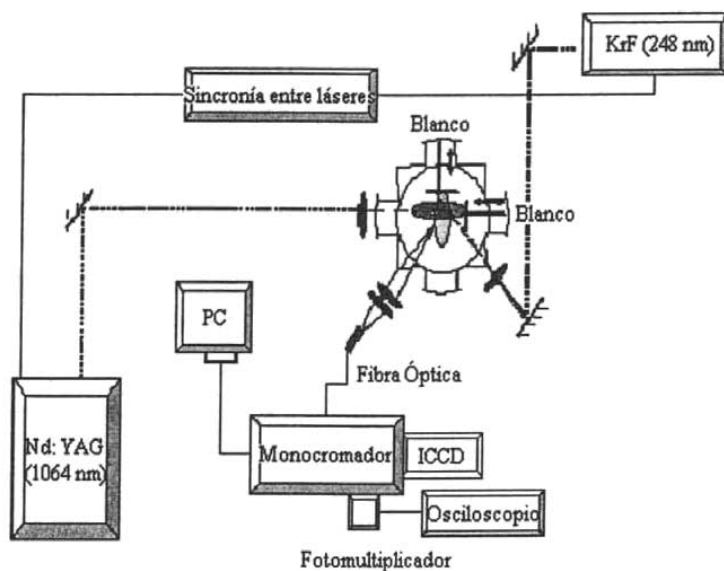 KrF (248 nm)
Sincronía entre láseres
Blanco
Blanco
PC
Fibra Óptica
Nd: YAG
(1064 nm)
Monocromador
ICCD
Osciloscopio
Fotomultiplicador